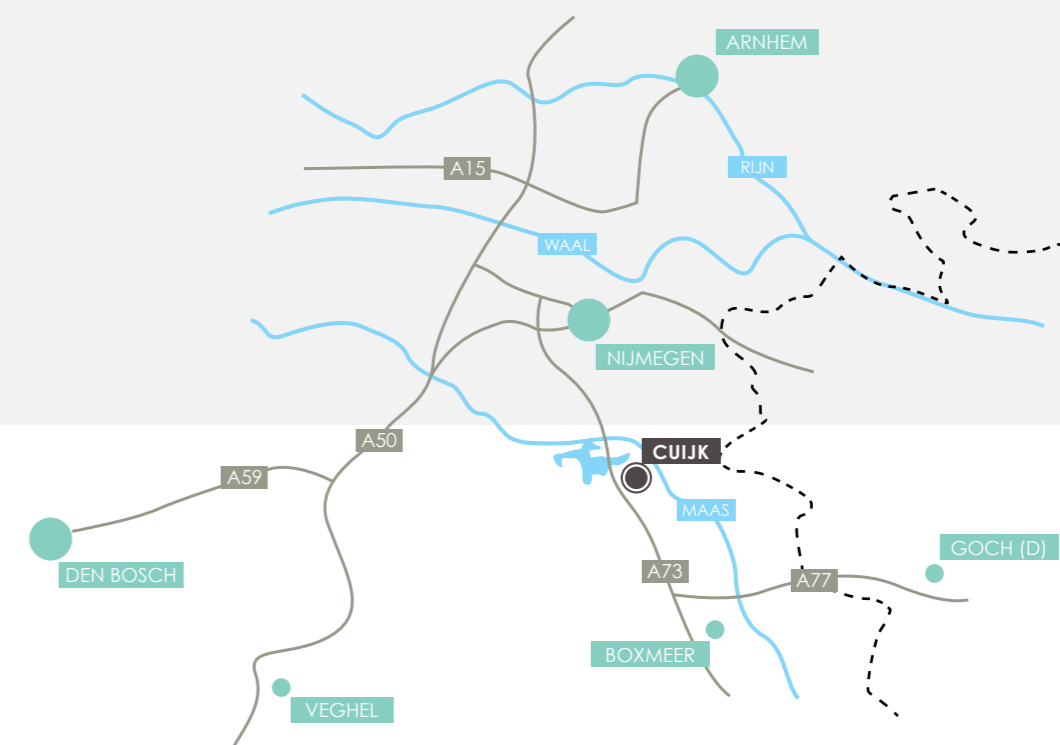 ARNHEM
A15
RIJN
WAAL
NIJMEGEN
A50
CUIJK
A59
MAAS
GOCH (D)
A73
A77
DEN BOSCH
BOXMEER
VEGHEL